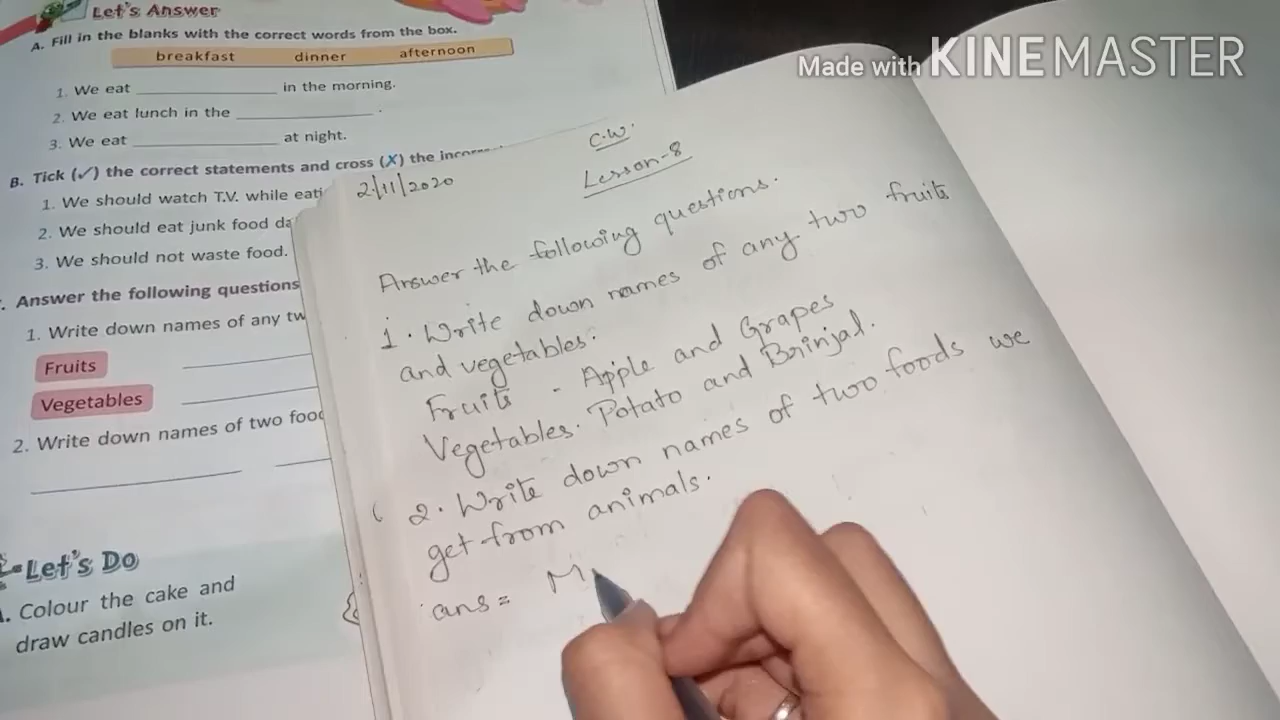 Let's Answer
A. Fill in the blanks with the correct words from the box.
breakfast dinner afternoon
1. We eat ______ in the morning.
2. We eat lunch in the ______.
3. We eat ______ at night.
B. Tick (✓) the correct statements and cross (✗) the
1. We should watch T.V. while
2. We should eat junk food
3. We should not waste food.
Answer the following questions
1. Write down names of any
Fruits
Vegetables
2. Write down names of two
Let's Do
Colour the cake and
draw candles on it.
Made with KINEMASTER
C.W.
2/11/2020
Lesson-8
Answer the following questions.
1. Write down names of any two fruits
and vegetables.
Fruits - Apple and Grapes
Vegetables. Potato and Brinjal.
2. Write down names of two foods we
get from animals.
ans = M